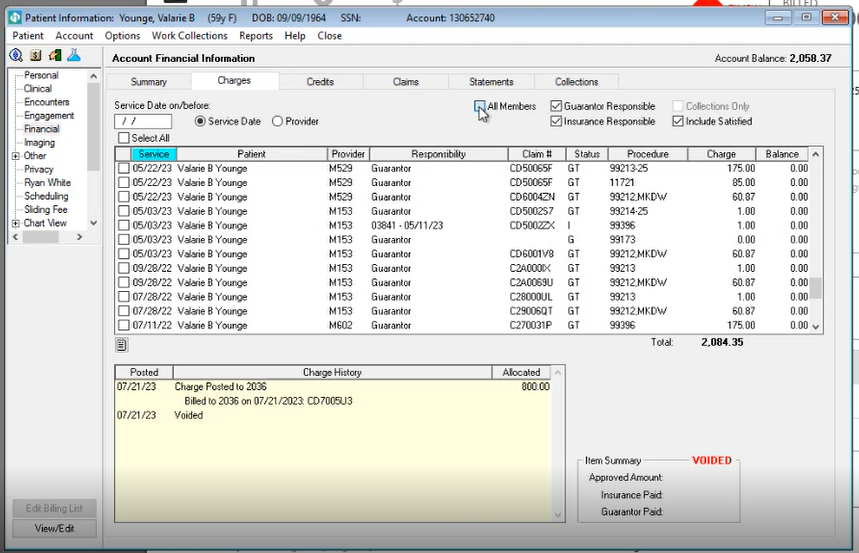 Patient Information: Younge, Valarie B (59y F) DOB: 09/09/1964 SSN: Account: 130652740
Patient Account Options Work Collections Reports Help Close
Personal
Clinical
Encounters
Engagement
Financial
Imaging
Other
Privacy
Ryan White
Scheduling
Sliding Fee
Chart View
Edit Billing List
View/Edit
Account Financial Information Account Balance: 2,058.37
Summary Charges Credits Claims Statements Collections
Service Date on/before:
/ / Service Date Provider
All Members Guarantor Responsible Collections Only
Insurance Responsible Include Satisfied
Select All
Service Patient Provider Responsibility Claim # Status Procedure Charge Balance
05/22/23 Valarie B Younge M529 Guarantor CD50065F GT 99213-25 175.00 0.00
05/22/23 Valarie B Younge M529 Guarantor CD50065F GT 11721 85.00 0.00
05/22/23 Valarie B Younge M529 Guarantor CD6004ZN GT 99212,MKDW 60.87 0.00
05/03/23 Valarie B Younge M153 Guarantor CD5002S7 GT 99214-25 1.00 0.00
05/03/23 Valarie B Younge M153 03841 - 05/11/23 CD5002ZX I 99396 1.00 0.00
05/03/23 Valarie B Younge M153 Guarantor G 99173 0.00 0.00
05/03/23 Valarie B Younge M153 Guarantor CD6001V8 GT 99212,MKDW 60.87 0.00
09/28/22 Valarie B Younge M153 Guarantor C2A000IX GT 99213 1.00 0.00
09/28/22 Valarie B Younge M153 Guarantor C2A0069U GT 99212,MKDW 60.87 0.00
07/28/22 Valarie B Younge M153 Guarantor C28000UL GT 99213 1.00 0.00
07/28/22 Valarie B Younge M153 Guarantor C29006QT GT 99212,MKDW 60.87 0.00
07/11/22 Valarie B Younge M602 Guarantor C270031P GT 99396 175.00 0.00
Total: 2,084.35
Posted Charge History Allocated
07/21/23 Charge Posted to 2036 800.00
Billed to 2036 on 07/21/2023: CD7005U3
07/21/23 Voided
Item Summary VOIDED
Approved Amount:
Insurance Paid:
Guarantor Paid: